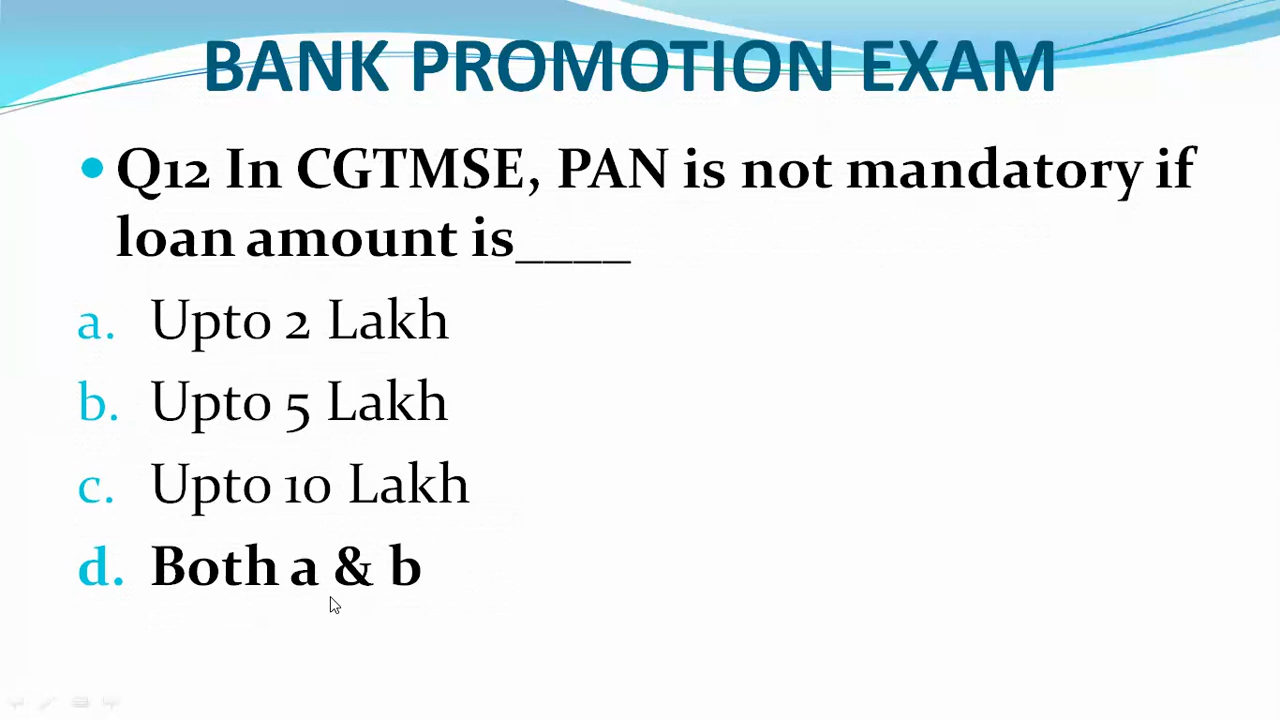 BANK PROMOTION EXAM
• Q12 In CGTMSE, PAN is not mandatory if
loan amount is____
a. Upto 2 Lakh
b. Upto 5 Lakh
c. Upto 10 Lakh
d. Both a & b